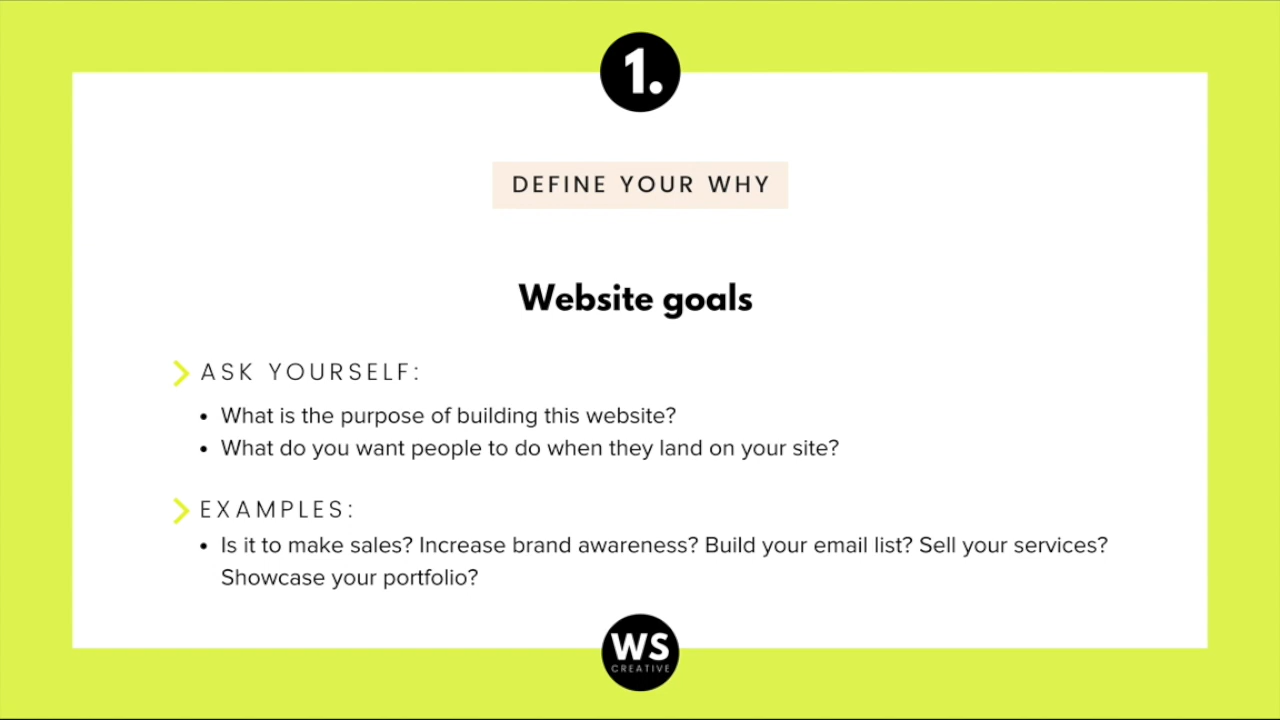 1.
DEFINE YOUR WHY
Website goals
ASK YOURSELF:
• What is the purpose of building this website?
• What do you want people to do when they land on your site?
EXAMPLES:
• Is it to make sales? Increase brand awareness? Build your email list? Sell your services?
Showcase your portfolio?
WS
CREATIVE